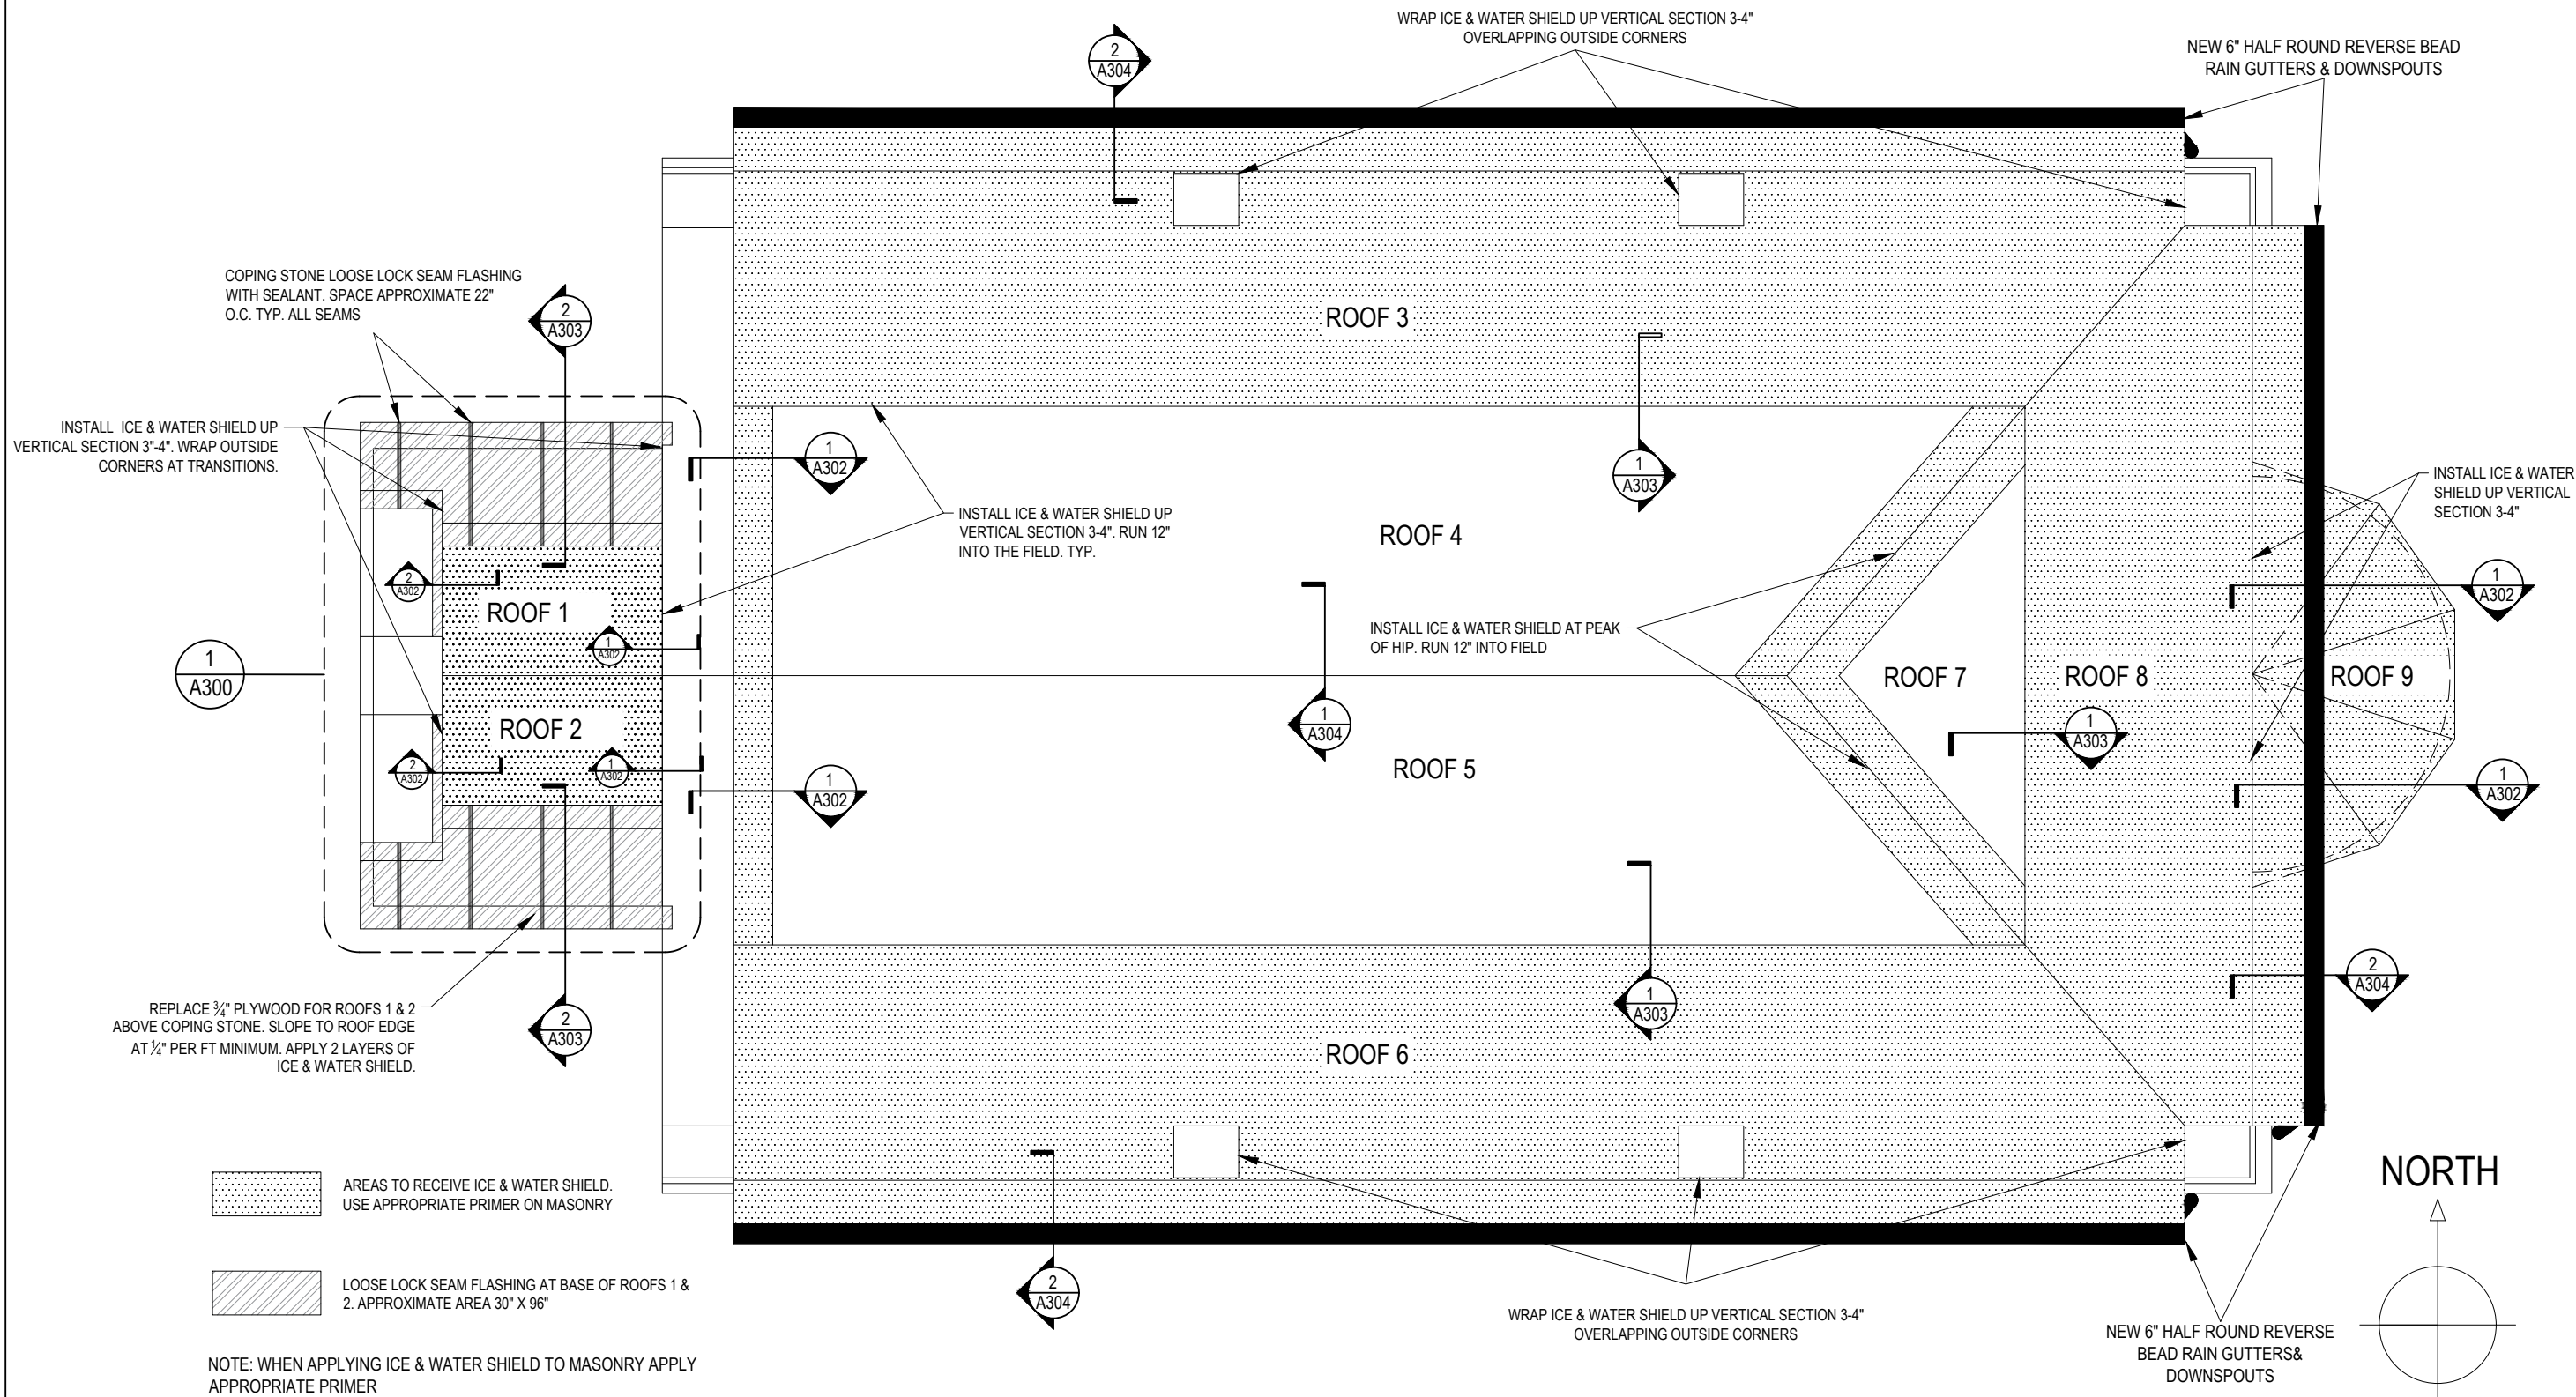 WRAP ICE & WATER SHIELD UP VERTICAL SECTION 3-4"
OVERLAPPING OUTSIDE CORNERS
NEW 6" HALF ROUND REVERSE BEAD
RAIN GUTTERS & DOWNSPOUTS
2
A304
COPING STONE LOOSE LOCK SEAM FLASHING
WITH SEALANT. SPACE APPROXIMATE 22"
O.C. TYP. ALL SEAMS
2
A303
ROOF 3
INSTALL ICE & WATER SHIELD UP
VERTICAL SECTION 3"-4". WRAP OUTSIDE
CORNERS AT TRANSITIONS.
1
A302
1
A303
INSTALL ICE & WATER
SHIELD UP VERTICAL
SECTION 3-4"
INSTALL ICE & WATER SHIELD UP
VERTICAL SECTION 3-4". RUN 12"
INTO THE FIELD. TYP.
ROOF 4
2
A302
ROOF 1
1
A302
1
A302
INSTALL ICE & WATER SHIELD AT PEAK
OF HIP. RUN 12" INTO FIELD
1
A300
ROOF 7
ROOF 8
ROOF 9
ROOF 2
1
A304
1
A303
2
A302
1
A302
ROOF 5
1
A302
1
A302
2
A304
REPLACE ¾" PLYWOOD FOR ROOFS 1 & 2
ABOVE COPING STONE. SLOPE TO ROOF EDGE
AT ¼" PER FT MINIMUM. APPLY 2 LAYERS OF
ICE & WATER SHIELD.
2
A303
1
A303
ROOF 6
AREAS TO RECEIVE ICE & WATER SHIELD.
USE APPROPRIATE PRIMER ON MASONRY
NORTH
LOOSE LOCK SEAM FLASHING AT BASE OF ROOFS 1 &
2. APPROXIMATE AREA 30" X 96"
2
A304
WRAP ICE & WATER SHIELD UP VERTICAL SECTION 3-4"
OVERLAPPING OUTSIDE CORNERS
NEW 6" HALF ROUND REVERSE
BEAD RAIN GUTTERS&
DOWNSPOUTS
NOTE: WHEN APPLYING ICE & WATER SHIELD TO MASONRY APPLY
APPROPRIATE PRIMER